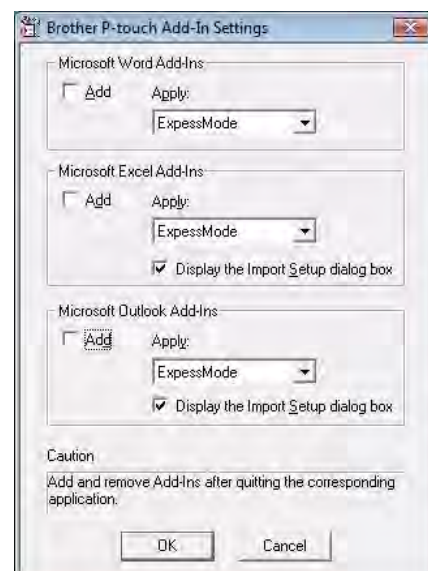 Brother P-touch Add-In Settings
Microsoft Word Add-Ins
Add Apply:
ExpessMode
Microsoft Excel Add-Ins
Add Apply:
ExpessMode
Display the Import Setup dialog box
Microsoft Outlook Add-Ins
Add Apply:
ExpessMode
Display the Import Setup dialog box
Caution
Add and remove Add-Ins after quitting the corresponding
application.
OK Cancel